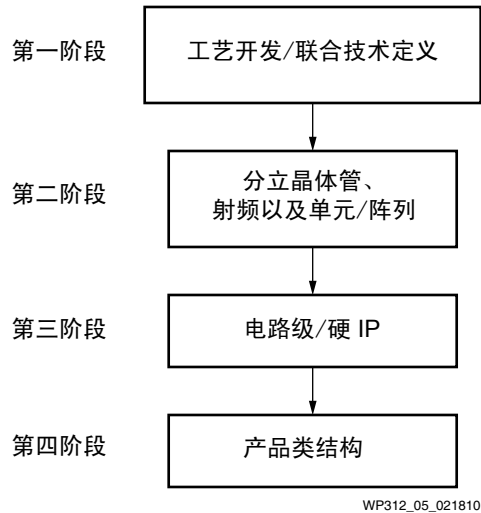 第一阶段
工艺开发/联合技术定义
第二阶段
分立晶体管、
射频以及单元/阵列
第三阶段
电路级/硬 IP
第四阶段
产品类结构
WP312_05_021810